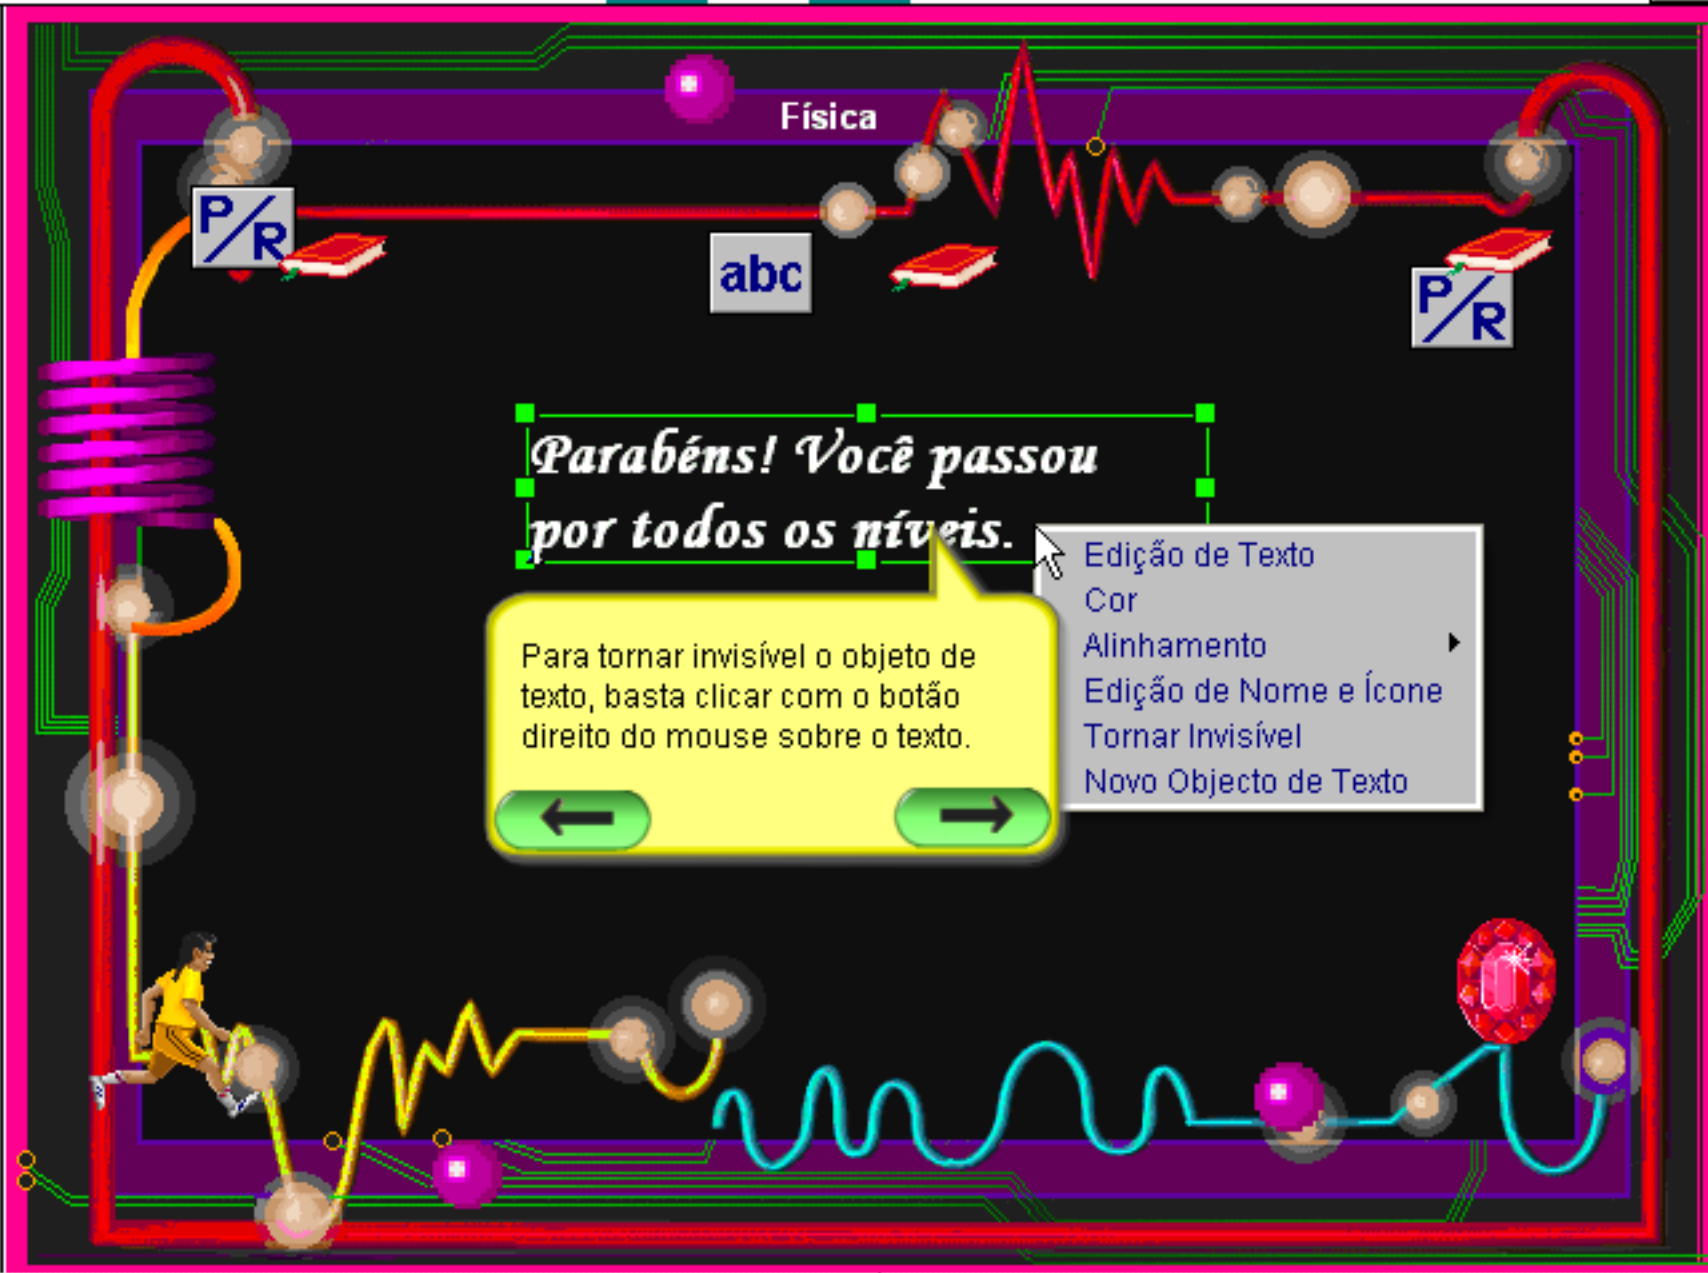 Física
P/R
abc
P/R
Parabéns! Você passou
por todos os níveis.
Edição de Texto
Cor
Alinhamento
Edição de Nome e Ícone
Tornar Invisível
Novo Objecto de Texto
Para tornar invisível o objeto de
texto, basta clicar com o botão
direito do mouse sobre o texto.